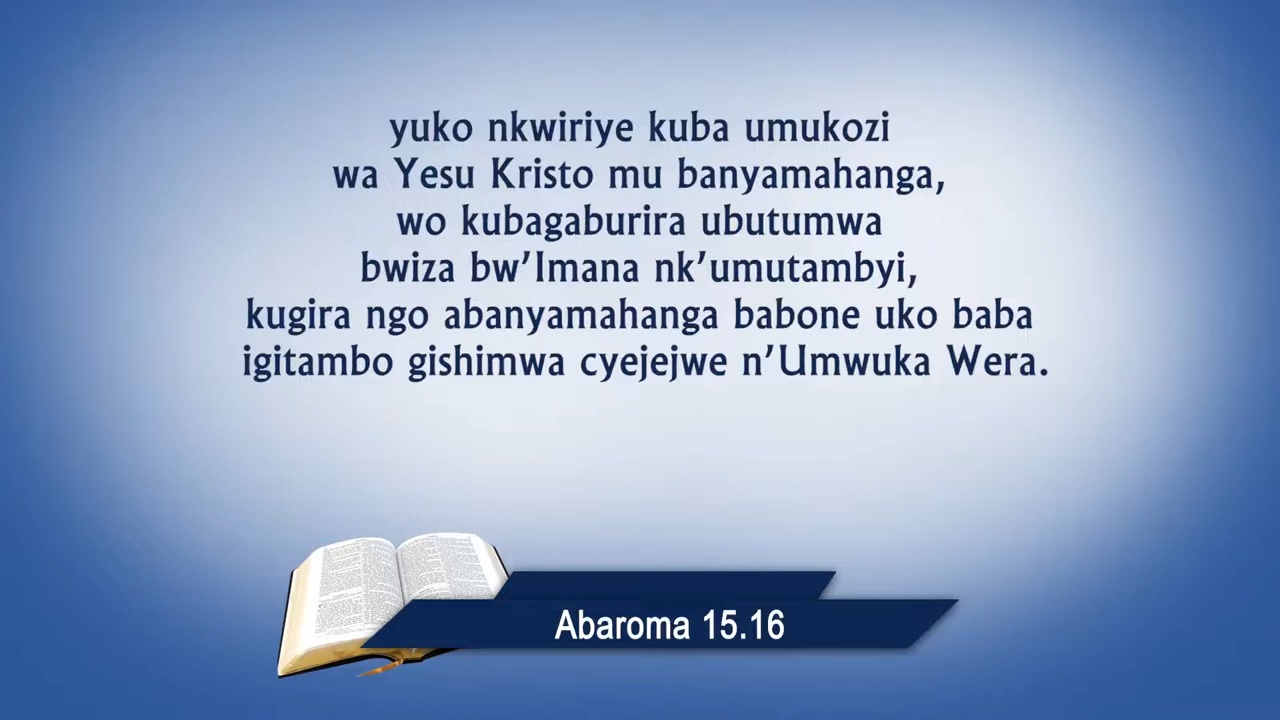 yuko nkwiriye kuba umukozi
wa Yesu Kristo mu banyamahanga,
wo kubagaburira ubutumwa
bwiza bw’Imana nk’umutambyi,
kugira ngo abanyamahanga babone uko baba
igitambo gishimwa cyejejwe n’Umwuka Wera.
Abaroma 15.16